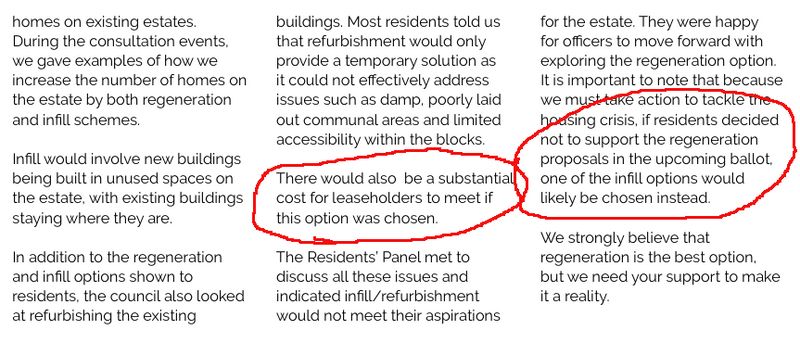 homes on existing estates.
During the consultation events,
we gave examples of how we
increase the number of homes on
the estate by both regeneration
and infill schemes.
Infill would involve new buildings
being built in unused spaces on
the estate, with existing buildings
staying where they are.
In addition to the regeneration
and infill options shown to
residents, the council also looked
at refurbishing the existing
buildings. Most residents told us
that refurbishment would only
provide a temporary solution as
it could not effectively address
issues such as damp, poorly laid
out communal areas and limited
accessibility within the blocks.
There would also  be a substantial
cost for leaseholders to meet if
this option was chosen.
The Residents' Panel met to
discuss all these issues and
indicated infill/refurbishment
would not meet their aspirations
for the estate. They were happy
for officers to move forward with
exploring the regeneration option.
It is important to note that because
we must take action to tackle the
housing crisis, if residents decided
not to support the regeneration
proposals in the upcoming ballot,
one of the infill options would
likely be chosen instead.
We strongly believe that
regeneration is the best option,
but we need your support to make
it a reality.